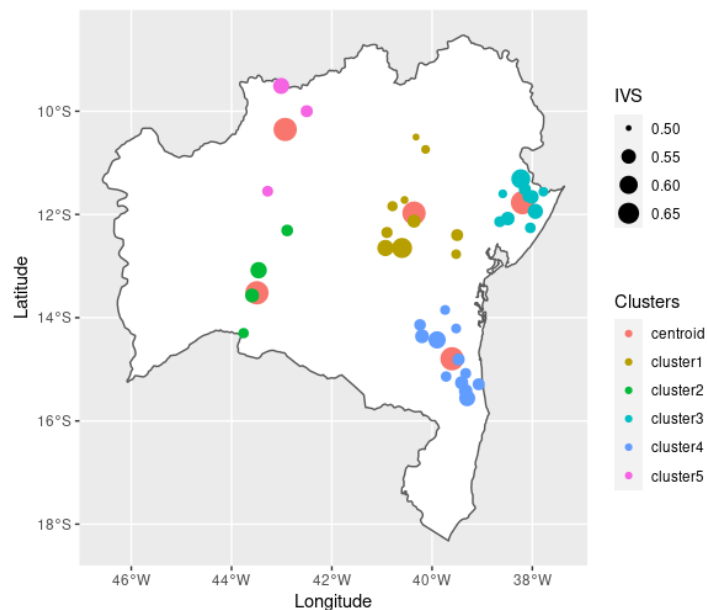 10°S
12°S
14°S
16°S
18°S
Latitude
46°W
44°W
42°W
40°W
38°W
Longitude
IVS
0.50
0.55
0.60
0.65
Clusters
centroid
cluster1
cluster2
cluster3
cluster4
cluster5